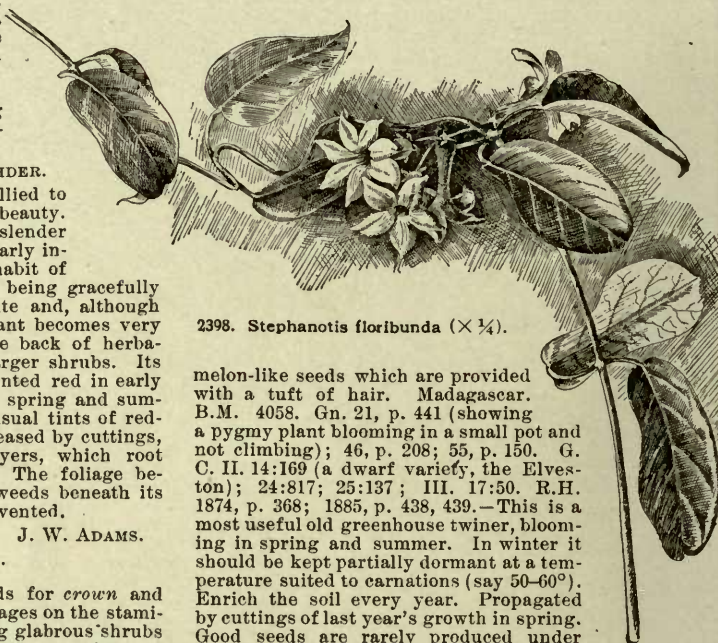 IDER.
llied to
beauty.
slender
arly in-
habit of
being gracefully
te and, although
ant becomes very
e back of herba-
arger shrubs. Its
nted red in early
spring and sum-
sual tints of red-
eased by cuttings,
yers, which root
The foliage be-
weeds beneath its
vented.
J. W. ADAMS.
ds for crown and
ages on the stami-
g glabrous shrubs
2398. Stephanotis floribunda (× ¼).
melon-like seeds which are provided
with a tuft of hair. Madagascar.
B.M. 4058. Gn. 21, p. 441 (showing
a pygmy plant blooming in a small pot and
not climbing); 46, p. 208; 55, p. 150. G.
C. II. 14:169 (a dwarf variety, the Elves-
ton); 24:817; 25:137; III. 17:50. R.H.
1874, p. 368; 1885, p. 438, 439.—This is a
most useful old greenhouse twiner, bloom-
ing in spring and summer. In winter it
should be kept partially dormant at a tem-
perature suited to carnations (say 50-60°).
Enrich the soil every year. Propagated
by cuttings of last year's growth in spring.
Good seeds are rarely produced under